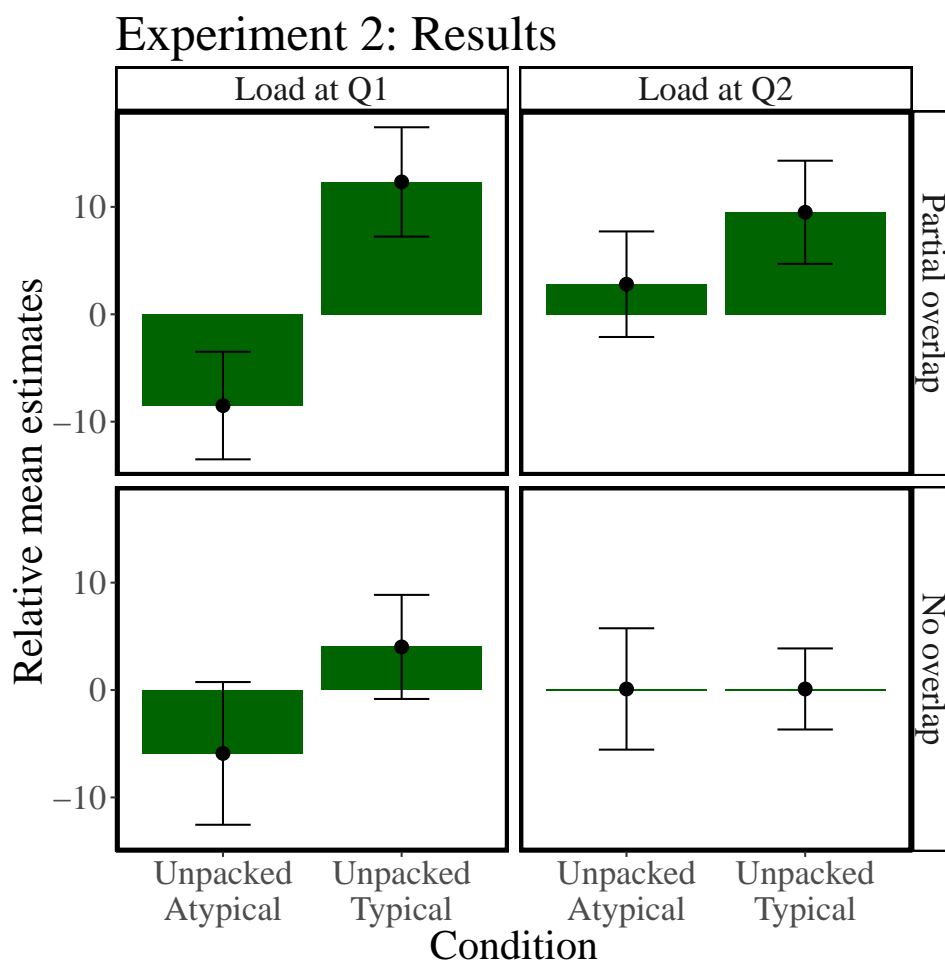 Experiment 2: Results
Load at Q1
Load at Q2
Relative mean estimates
10
0
−10
Partial overlap
10
0
−10
No overlap
Unpacked
Atypical
Unpacked
Typical
Unpacked
Atypical
Unpacked
Typical
Condition